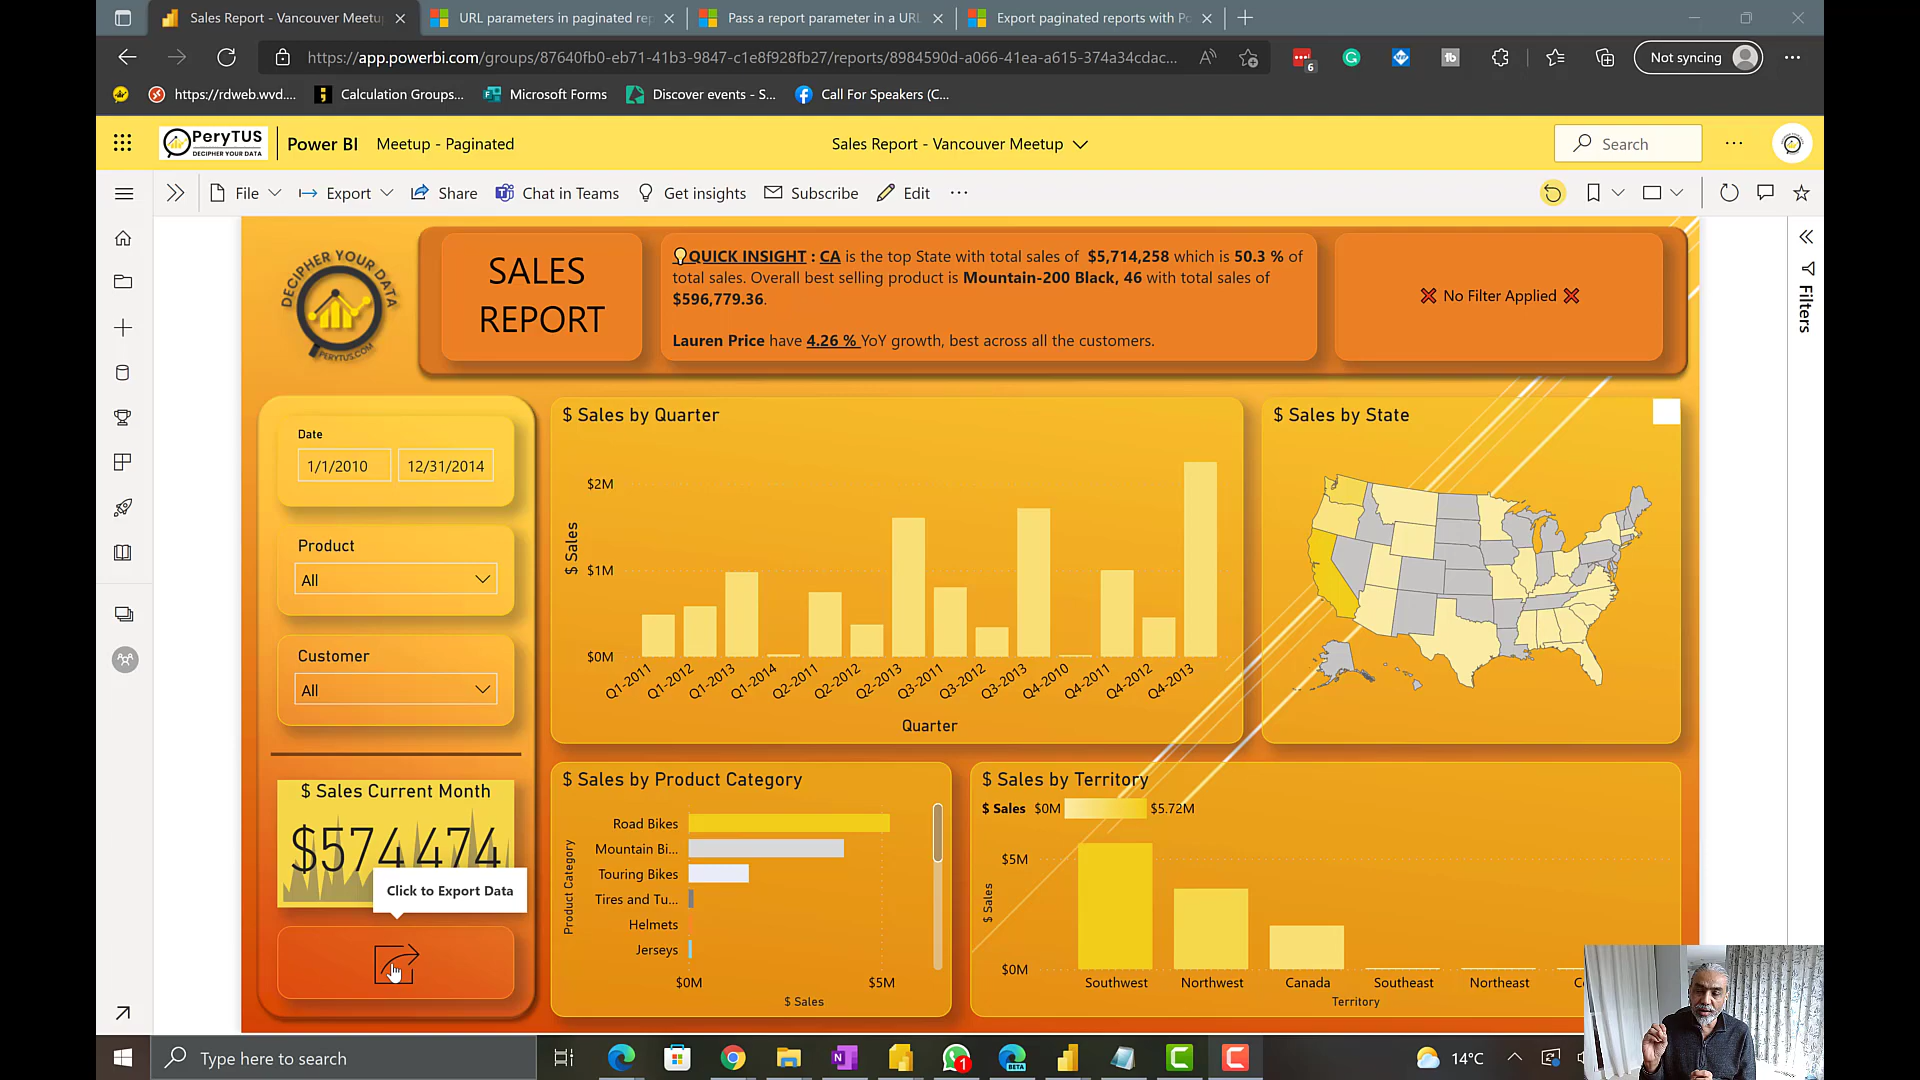 Sales Report - Vancouver Meetu
URL parameters in paginated rep
Pass a report parameter in a URL
Export paginated reports with Po
https://app.powerbi.com/groups/87640fb0-eb71-41b3-9847-c1e8f928fb27/reports/8984590d-a066-41ea-a615-374a34cdac...
6
tb
Not syncing
https://rdweb.wvd....
Calculation Groups...
Microsoft Forms
Discover events - S...
Call For Speakers (C...
PeryTUS
DECIPHER YOUR DATA
Power BI
Meetup - Paginated
Sales Report - Vancouver Meetup
Search
File
Export
Share
Chat in Teams
Get insights
Subscribe
Edit
DECIPHER YOUR DATA
PERYTUS.COM
SALES
REPORT
QUICK INSIGHT : CA is the top State with total sales of $5,714,258 which is 50.3 % of
total sales. Overall best selling product is Mountain-200 Black, 46 with total sales of
$596,779.36.
Lauren Price have 4.26 % YoY growth, best across all the customers.
No Filter Applied
Filters
Date
1/1/2010
12/31/2014
Product
All
Customer
All
$ Sales Current Month
$574474
Click to Export Data
$ Sales by Quarter
$ Sales
$2M
$1M
$0M
Q1-2011
Q1-2012
Q1-2013
Q1-2014
Q2-2011
Q2-2012
Q2-2013
Q3-2011
Q3-2012
Q3-2013
Q4-2010
Q4-2011
Q4-2012
Q4-2013
Quarter
$ Sales by State
$ Sales by Product Category
Product Category
Road Bikes
Mountain Bi...
Touring Bikes
Tires and Tu...
Helmets
Jerseys
$0M
$5M
$ Sales
$ Sales by Territory
$ Sales $0M $5.72M
$ Sales
$5M
$0M
Southwest
Northwest
Canada
Southeast
Northeast
Territory
Type here to search
1
BETA
14°C